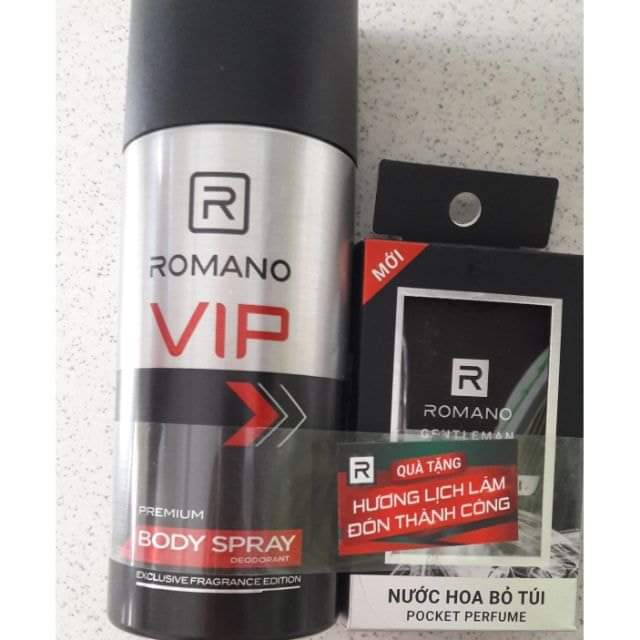 R
ROMANO
VIP
PREMIUM
BODY SPRAY
DEODORANT
EXCLUSIVE FRAGRANCE EDITION
MỚI
R
ROMANO
GENTLEMAN
R
QUÀ TẶNG
HƯƠNG LỊCH LÃM
ĐÓN THÀNH CÔNG
NƯỚC HOA BỎ TÚI
POCKET PERFUME